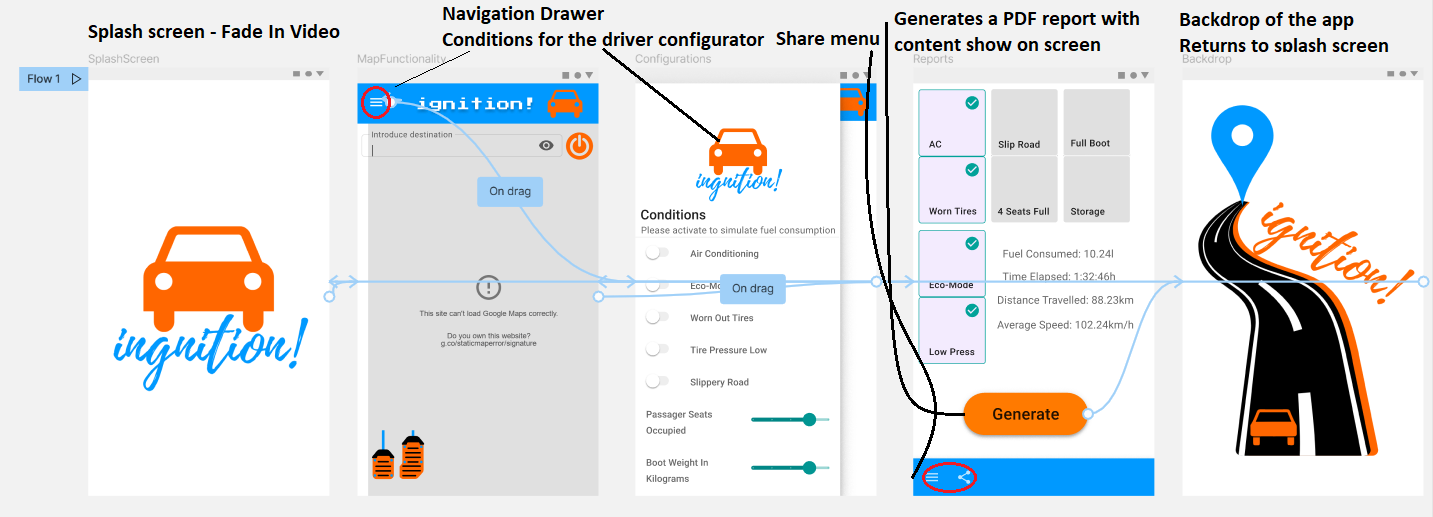 Splash screen - Fade In Video
Navigation Drawer
Conditions for the driver configurator
Share menu
Generates a PDF report with
content show on screen
Backdrop of the app
Returns to splash screen
SplashScreen
MapFunctionality
Configurations
Reports
Backdrop
Flow 1
ingnition!
ignition!
Introduce destination
On drag
This site can't load Google Maps correctly.
Do you own this website?
g.co/staticmaperror/signature
ingnition!
Conditions
Please activate to simulate fuel consumption
Air Conditioning
Eco-Mo
On drag
Worn Out Tires
Tire Pressure Low
Slippery Road
Passager Seats
Occupied
Boot Weight In
Kilograms
AC
Slip Road
Full Boot
Worn Tires
4 Seats Full
Storage
Eco-Mode
Low Press
Fuel Consumed: 10.24l
Time Elapsed: 1:32:46h
Distance Travelled: 88.23km
Average Speed: 102.24km/h
Generate
ignition!